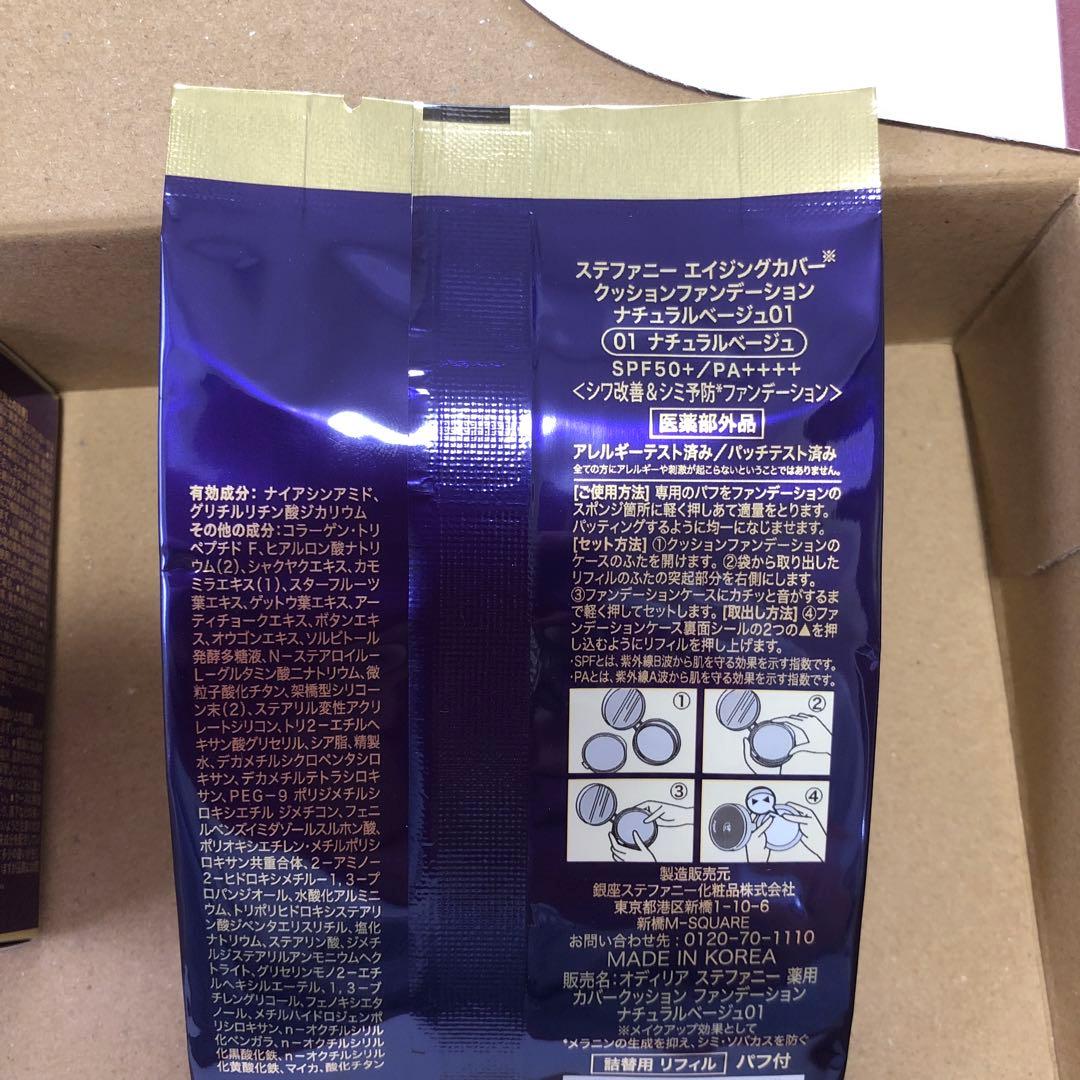 ステファニー エイジングカバー※
クッションファンデーション
ナチュラルベージュ01
01 ナチュラルベージュ
SPF50+/PA++++
<シワ改善&シミ予防*ファンデーション>
医薬部外品
アレルギーテスト済み/パッチテスト済み
全ての方にアレルギーや刺激が起こらないということではありません。
[ご使用方法] 専用のパフをファンデーションの
スポンジ箇所に軽く押しあて適量をとります。
パッティングするように均一になじませます。
[セット方法] ①クッションファンデーションの
ケースのふたを開けます。②袋から取り出した
リフィルのふたの突起部分を右側にします。
③ファンデーションケースにカチッと音がするま
で軽く押してセットします。[取出し方法] ④ファ
ンデーションケース裏面シールの2つの▲を押
し込むようにリフィルを押し上げます。
・SPFとは、紫外線B波から肌を守る効果を示す指数です。
・PAとは、紫外線A波から肌を守る効果を示す指数です。
① ②
③ ④
製造販売元
銀座ステファニー化粧品株式会社
東京都港区新橋1-10-6
新橋M-SQUARE
お問い合わせ先:0120-70-1110
MADE IN KOREA
販売名:オディリア ステファニー 薬用
カバークッション ファンデーション
ナチュラルベージュ01
※メイクアップ効果として
*メラニンの生成を抑え、シミ・ソバカスを防ぐ
詰替用 リフィル パフ付
有効成分:ナイアシンアミド、
グリチルリチン酸ジカリウム
その他の成分:コラーゲン・トリ
ペプチド F、ヒアルロン酸ナトリ
ウム(2)、シャクヤクエキス、カモ
ミラエキス(1)、スターフルーツ
葉エキス、ゲットウ葉エキス、アー
ティチョークエキス、ボタンエキ
ス、オウゴンエキス、ソルビトール
発酵多糖液、N-ステアロイル-
L-グルタミン酸ニナトリウム、微
粒子酸化チタン、架橋型シリコー
ン末(2)、ステアリル変性アクリ
レートシリコン、トリ2-エチルヘ
キサン酸グリセリル、シア脂、精製
水、デカメチルシクロペンタシロ
キサン、デカメチルテトラシロキ
サン、PEG-9 ポリジメチルシ
ロキシエチル ジメチコン、フェニ
ルベンズイミダゾールスルホン酸、
ポリオキシエチレン・メチルポリシ
ロキサン共重合体、2-アミノ-
2-ヒドロキシメチル-1,3-プ
ロパンジオール、水酸化アルミニ
ウム、トリポリヒドロキシステアリ
ン酸ジペンタエリスリチル、塩化
ナトリウム、ステアリン酸、ジメチ
ルジステアリルアンモニウムヘク
トライト、グリセリンモノ2-エチ
ルヘキシルエーテル、1,3-ブ
チレングリコール、フェノキシエタ
ノール、メチルハイドロジェンポ
リシロキサン、n-オクチルシリル
化ベンガラ、n-オクチルシリル
化黒酸化鉄、n-オクチルシリル
化黄酸化鉄、マイカ、酸化チタン